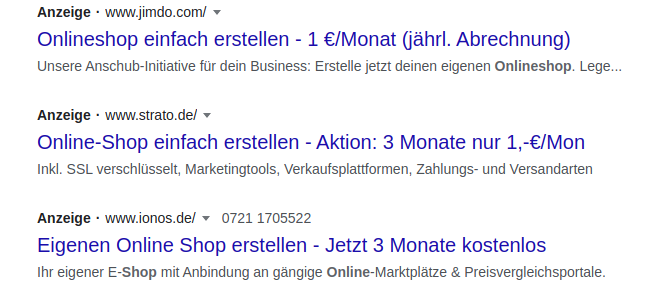 Anzeige · www.jimdo.com/
Onlineshop einfach erstellen - 1 €/Monat (jährl. Abrechnung)
Unsere Anschub-Initiative für dein Business: Erstelle jetzt deinen eigenen Onlineshop. Lege...
Anzeige · www.strato.de/
Online-Shop einfach erstellen - Aktion: 3 Monate nur 1,-€/Mon
Inkl. SSL verschlüsselt, Marketingtools, Verkaufsplattformen, Zahlungs- und Versandarten
Anzeige · www.ionos.de/ 0721 1705522
Eigenen Online Shop erstellen - Jetzt 3 Monate kostenlos
Ihr eigener E-Shop mit Anbindung an gängige Online-Marktplätze & Preisvergleichsportale.